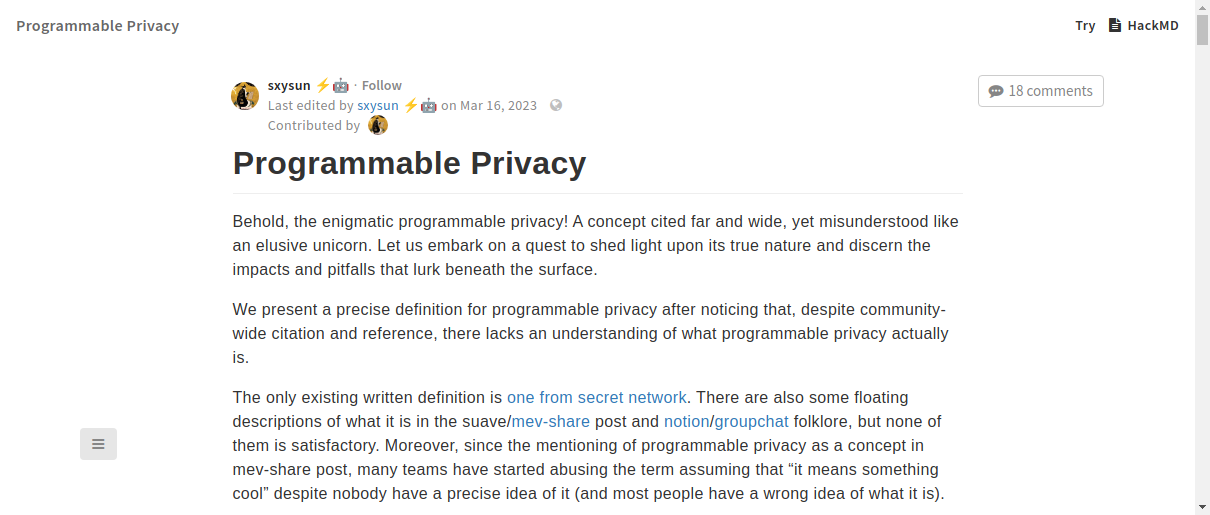 Programmable Privacy
Try HackMD
sxysun ⚡🤖 · Follow
18 comments
Last edited by sxysun ⚡🤖 on Mar 16, 2023
Contributed by
Programmable Privacy
Behold, the enigmatic programmable privacy! A concept cited far and wide, yet misunderstood like
an elusive unicorn. Let us embark on a quest to shed light upon its true nature and discern the
impacts and pitfalls that lurk beneath the surface.
We present a precise definition for programmable privacy after noticing that, despite community-
wide citation and reference, there lacks an understanding of what programmable privacy actually
is.
The only existing written definition is one from secret network. There are also some floating
descriptions of what it is in the suave/mev-share post and notion/groupchat folklore, but none of
them is satisfactory. Moreover, since the mentioning of programmable privacy as a concept in
mev-share post, many teams have started abusing the term assuming that “it means something
cool” despite nobody have a precise idea of it (and most people have a wrong idea of what it is).